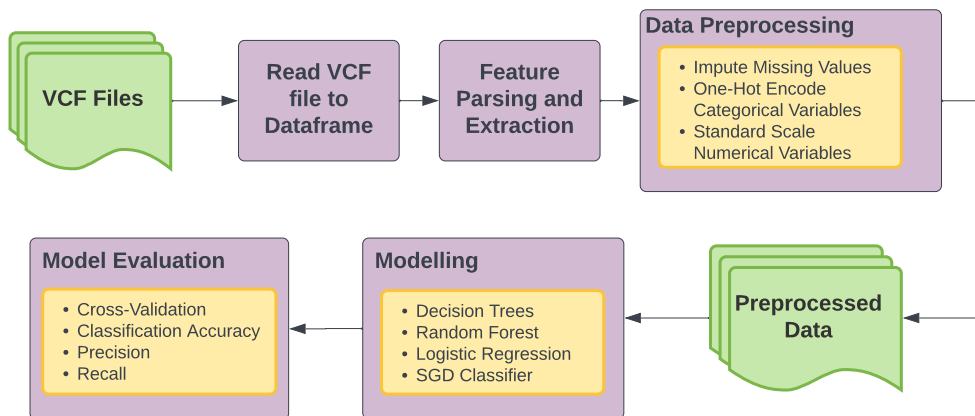 VCF Files
Read VCF
file to
Dataframe
Feature
Parsing and
Extraction
Data Preprocessing
• Impute Missing Values
• One-Hot Encode
Categorical Variables
• Standard Scale
Numerical Variables
Preprocessed
Data
Modelling
• Decision Trees
• Random Forest
• Logistic Regression
• SGD Classifier
Model Evaluation
• Cross-Validation
• Classification Accuracy
• Precision
• Recall